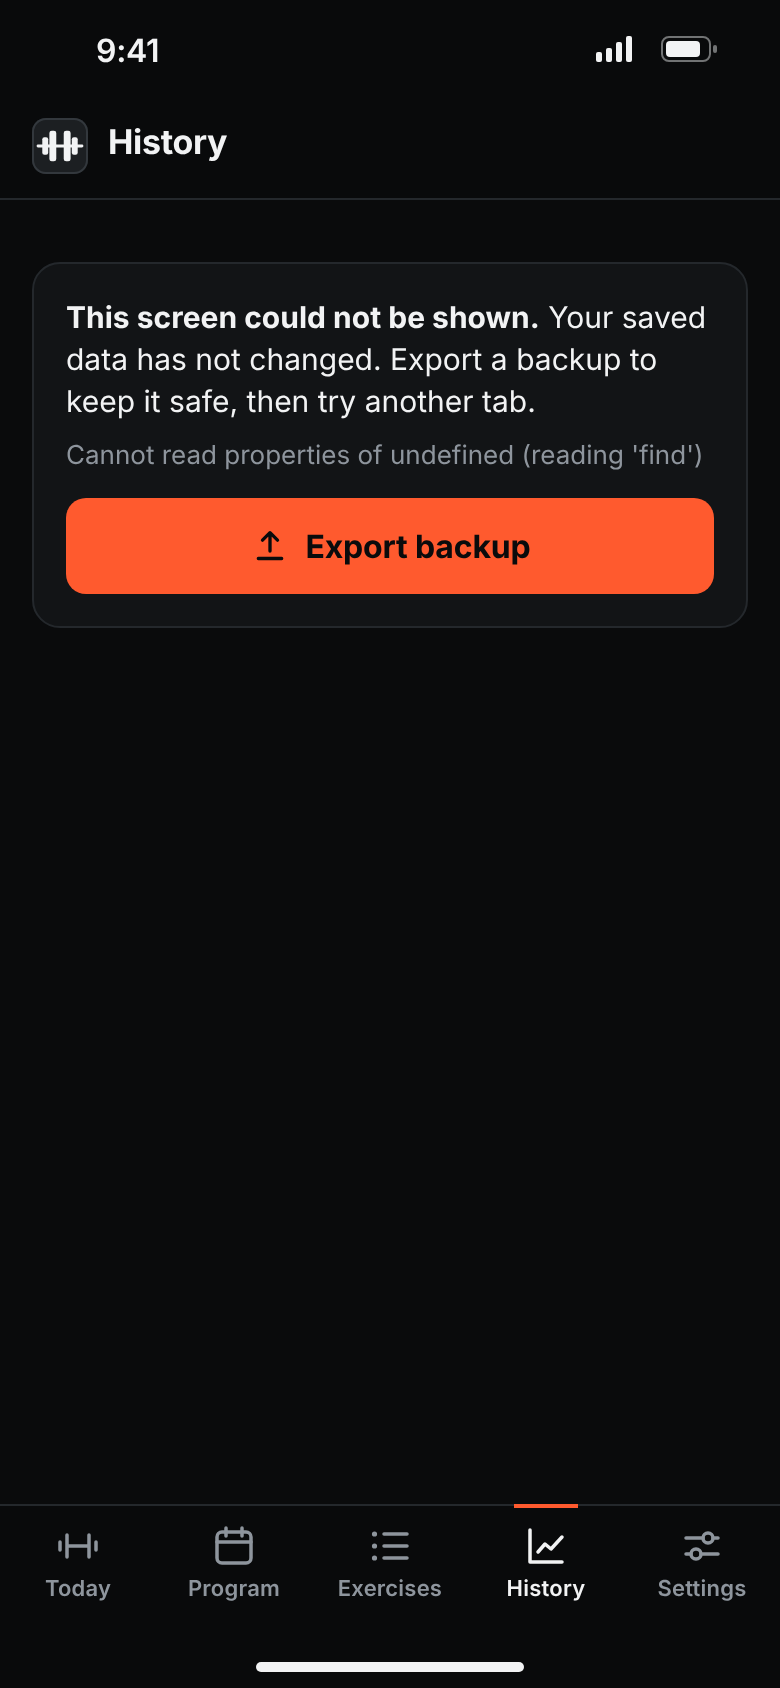 9:41
History
This screen could not be shown. Your saved
data has not changed. Export a backup to
keep it safe, then try another tab.
Cannot read properties of undefined (reading 'find')
Export backup
Today
Program
Exercises
History
Settings